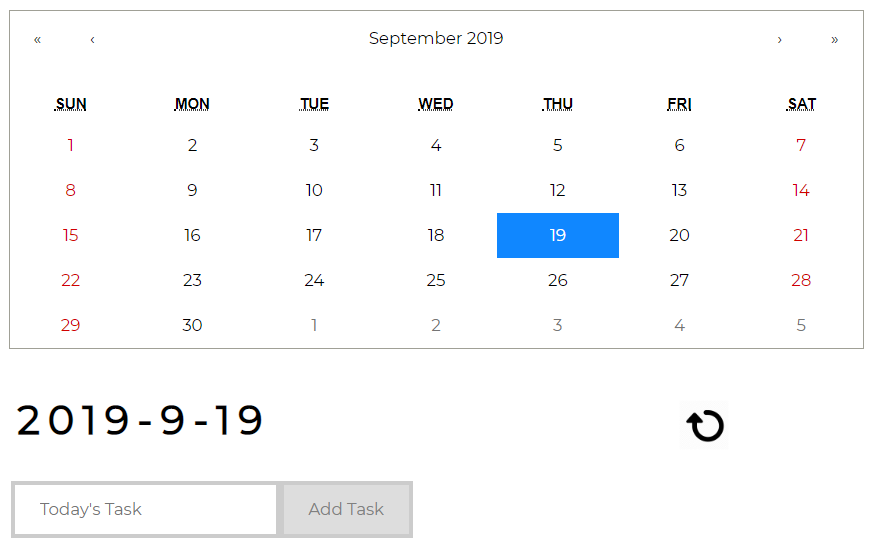 « ‹ September 2019 › »
SUN MON TUE WED THU FRI SAT
1 2 3 4 5 6 7
8 9 10 11 12 13 14
15 16 17 18 19 20 21
22 23 24 25 26 27 28
29 30 1 2 3 4 5
2019-9-19
Today's Task Add Task